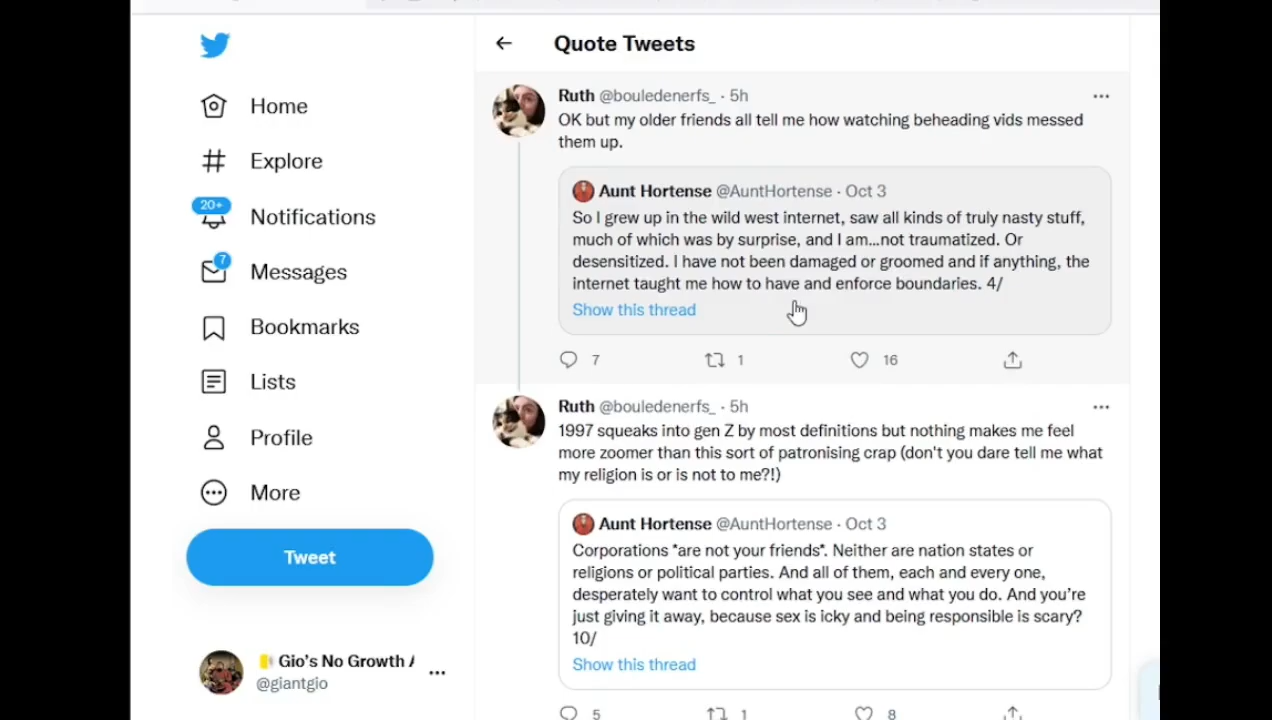 Quote Tweets
Home
Explore
20+
Notifications
7
Messages
Bookmarks
Lists
Profile
More
Tweet
Gio's No Growth
@giantgio
Ruth @bouledenerfs_ · 5h
OK but my older friends all tell me how watching beheading vids messed
them up.
Aunt Hortense @AuntHortense · Oct 3
So I grew up in the wild west internet, saw all kinds of truly nasty stuff,
much of which was by surprise, and I am...not traumatized. Or
desensitized. I have not been damaged or groomed and if anything, the
internet taught me how to have and enforce boundaries. 4/
Show this thread
7 1 16
Ruth @bouledenerfs_ · 5h
1997 squeaks into gen Z by most definitions but nothing makes me feel
more zoomer than this sort of patronising crap (don't you dare tell me what
my religion is or is not to me?!)
Aunt Hortense @AuntHortense · Oct 3
Corporations *are not your friends*. Neither are nation states or
religions or political parties. And all of them, each and every one,
desperately want to control what you see and what you do. And you're
just giving it away, because sex is icky and being responsible is scary?
10/
Show this thread
5 1 8